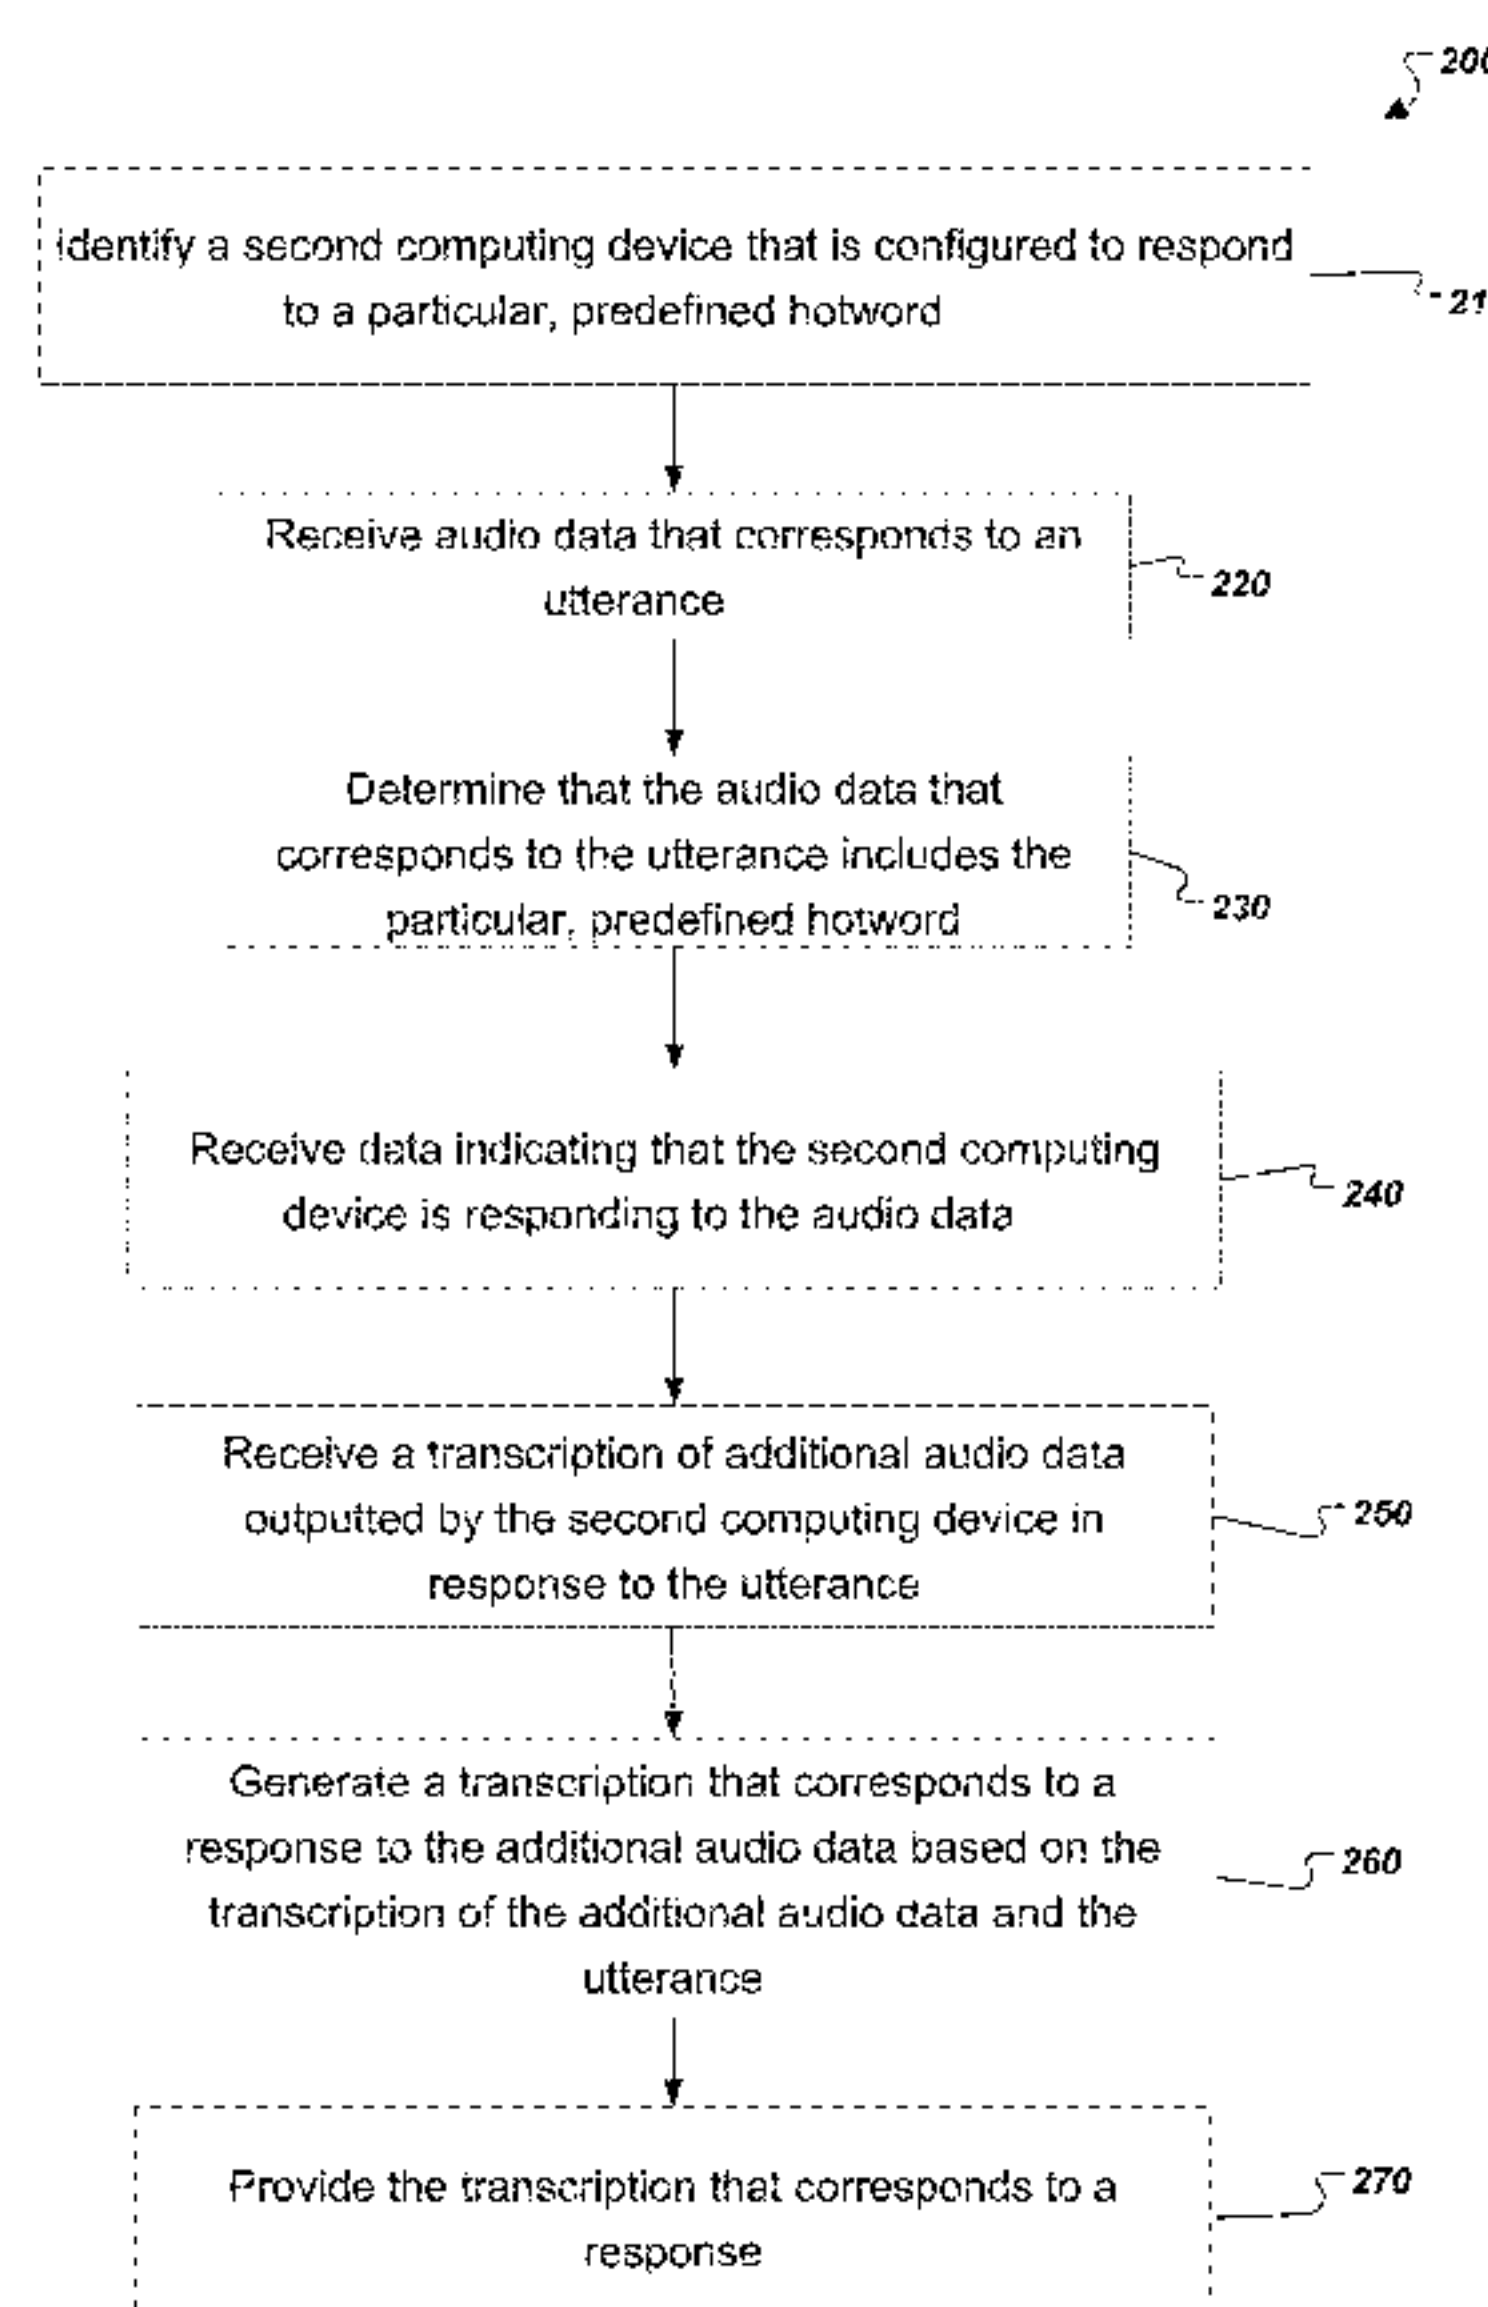 200
Identify a second computing device that is configured to respond
to a particular, predefined hotword
21
Receive audio data that corresponds to an
utterance
220
Determine that the audio data that
corresponds to the utterance includes the
particular, predefined hotword
230
Receive data indicating that the second computing
device is responding to the audio data
240
Receive a transcription of additional audio data
outputted by the second computing device in
response to the utterance
250
Generate a transcription that corresponds to a
response to the additional audio data based on the
transcription of the additional audio data and the
utterance
260
Provide the transcription that corresponds to a
response
270